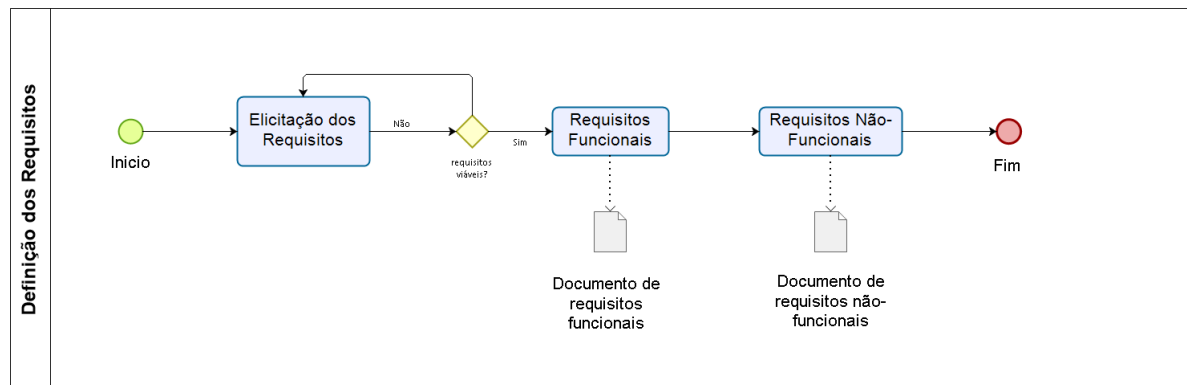 Definição dos Requisitos
Inicio
Elicitação dos
Requisitos
Não
requisitos
viáveis?
Sim
Requisitos
Funcionais
Documento de
requisitos
funcionais
Requisitos Não-
Funcionais
Documento de
requisitos não-
funcionais
Fim